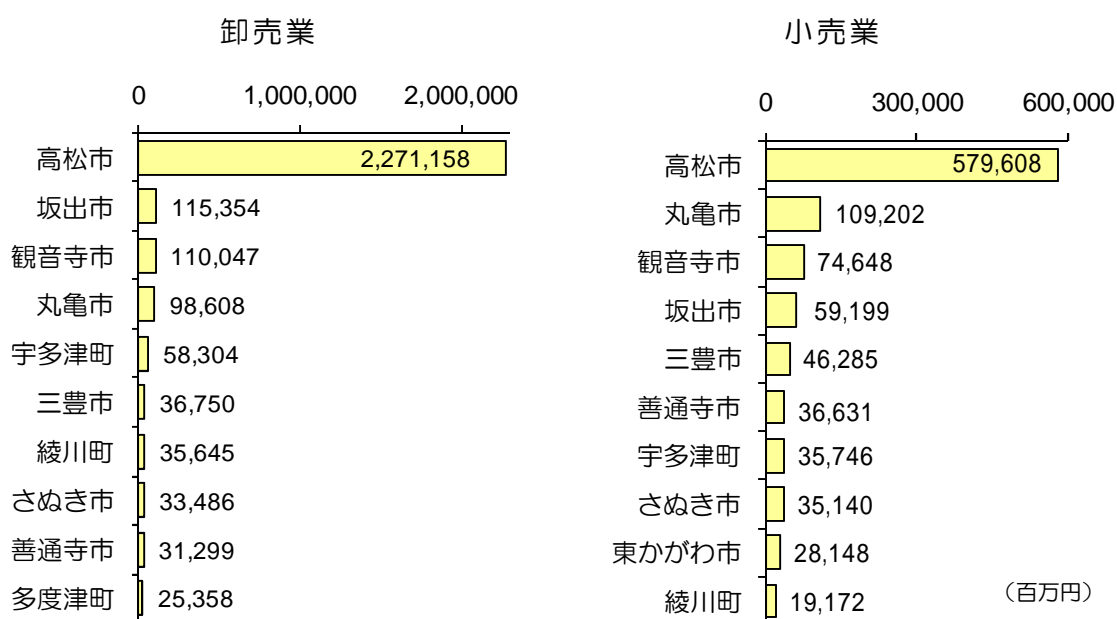 卸売業
0 1,000,000 2,000,000
高松市 2,271,158
坂出市 115,354
観音寺市 110,047
丸亀市 98,608
宇多津町 58,304
三豊市 36,750
綾川町 35,645
さぬき市 33,486
善通寺市 31,299
多度津町 25,358
小売業
0 300,000 600,000
高松市 579,608
丸亀市 109,202
観音寺市 74,648
坂出市 59,199
三豊市 46,285
善通寺市 36,631
宇多津町 35,746
さぬき市 35,140
東かがわ市 28,148
綾川町 19,172
（百万円）